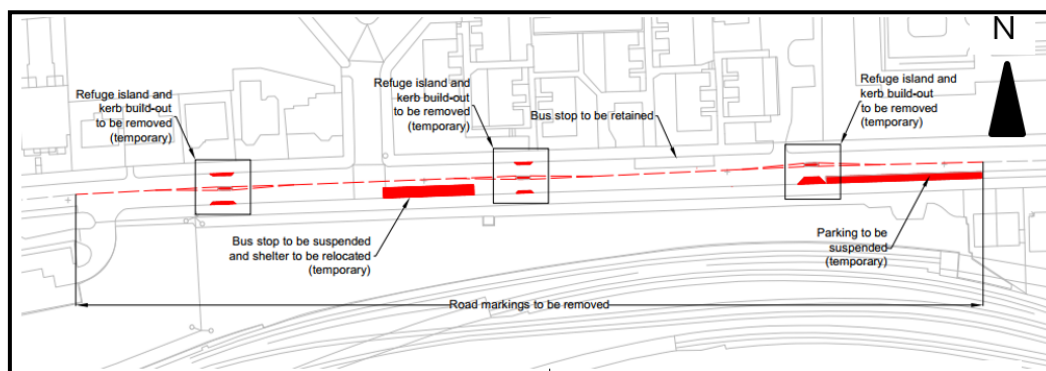 N
Refuge island and
kerb build-out
to be removed
(temporary)
Refuge island and
kerb build-out
to be removed
(temporary)
Bus stop to be retained
Refuge island and
kerb build-out
to be removed
(temporary)
Bus stop to be suspended
and shelter to be relocated
(temporary)
Parking to be
suspended
(temporary)
Road markings to be removed